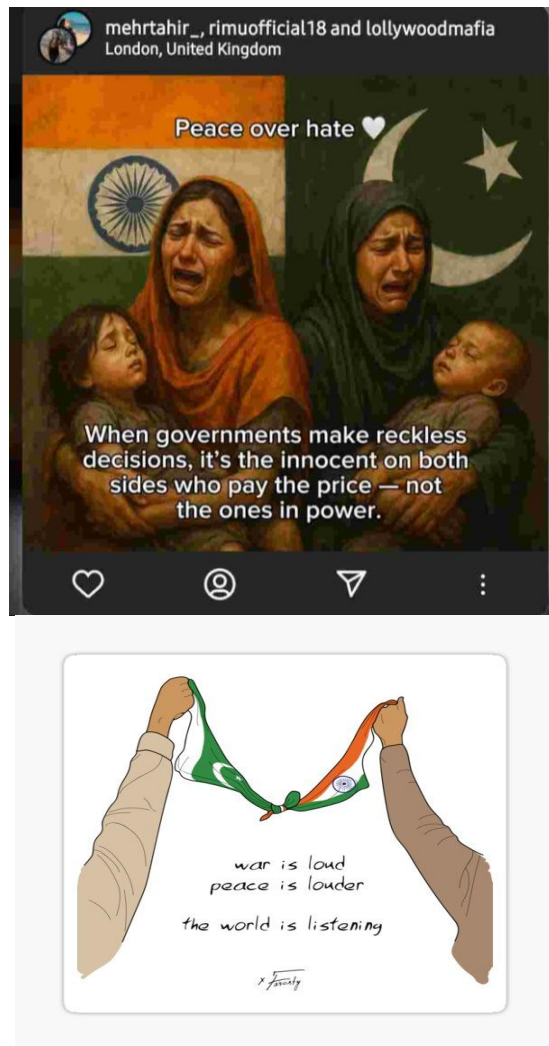 mehrtahir_, rimuofficial18 and lollywoodmafia
London, United Kingdom
Peace over hate 🤍
When governments make reckless
decisions, it's the innocent on both
sides who pay the price — not
the ones in power.
war is loud
peace is louder
the world is listening